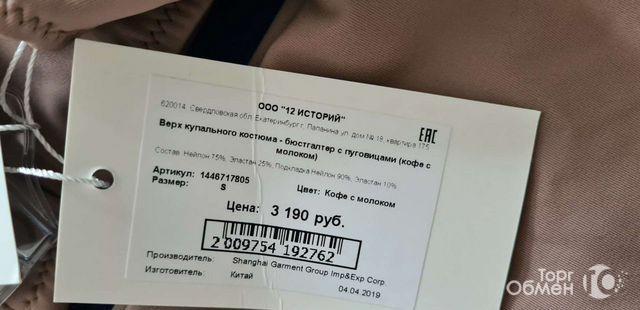 ООО "12 ИСТОРИЙ"
620014, Свердловская обл, Екатеринбург г, Папанина ул, дом № 18, квартира 175
EAC
Верх купального костюма - бюстгалтер с пуговицами (кофе с
молоком)
Состав: Нейлон 75%, Эластан 25%, Подкладка Нейлон 90%, Эластан 10%
Артикул: 1446717805
Размер: S
Цвет: Кофе с молоком
Цена: 3 190 руб.
2 009754 192762
Производитель: Shanghai Garment Group Imp&Exp Corp.
Изготовитель: Китай
04.04.2019
Торг
Обмен